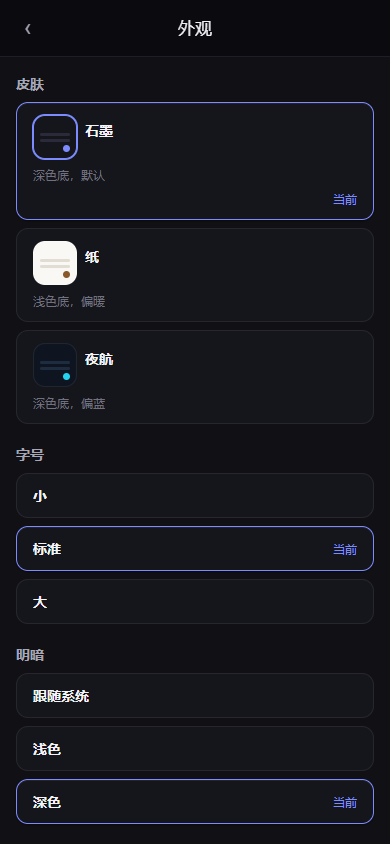 外观
皮肤
石墨
深色底，默认
当前
纸
浅色底，偏暖
夜航
深色底，偏蓝
字号
小
标准
当前
大
明暗
跟随系统
浅色
深色
当前